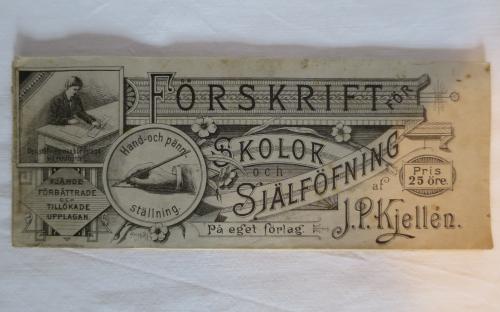 FÖRSKRIFT FÖR
SKOLOR
och
SJÄLFÖFNING
af
J.P. Kjellén.
På eget förlag.
Pris
25 öre.
Hand- och penn-
ställning.
FÖRBÄTTRADE
OCH
TILLÖKADE
UPPLAGAN.